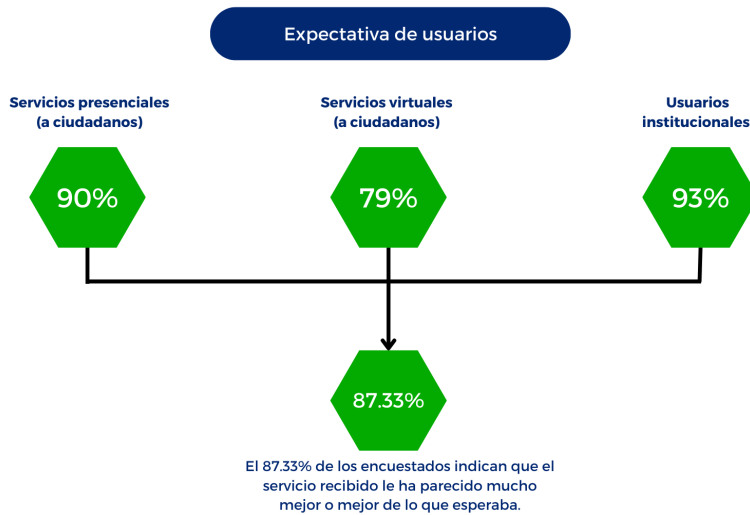 Expectativa de usuarios
Servicios presenciales
(a ciudadanos)
Servicios virtuales
(a ciudadanos)
Usuarios
institucionales
90%
79%
93%
87.33%
El 87.33% de los encuestados indican que el
servicio recibido le ha parecido mucho
mejor o mejor de lo que esperaba.